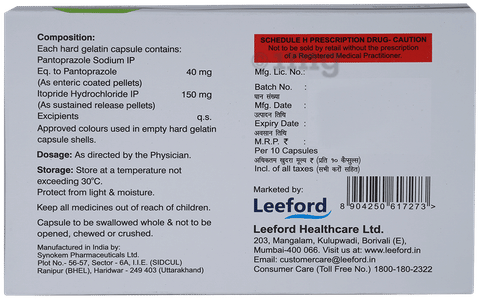 Composition:
Each hard gelatin capsule contains:
Pantoprazole Sodium IP
Eq. to Pantoprazole 40 mg
(As enteric coated pellets)
Itopride Hydrochloride IP 150 mg
(As sustained release pellets)
Excipients q.s.
Approved colours used in empty hard gelatin
capsule shells.
Dosage: As directed by the Physician.
Storage: Store at a temperature not
exceeding 30°C.
Protect from light & moisture.
Keep all medicines out of reach of children.
Capsule to be swallowed whole & not to be
opened, chewed or crushed.
Manufactured in India by:
Synokem Pharmaceuticals Ltd.
Plot No.- 56-57, Sector - 6A, I.I.E. (SIDCUL)
Ranipur (BHEL), Haridwar - 249 403 (Uttarakhand)
SCHEDULE H PRESCRIPTION DRUG- CAUTION
Not to be sold by retail without the prescription
of a Registered Medical Practitioner.
Mfg. Lic. No.:
Batch No. :
घान संख्या
Mfg. Date :
उत्पादन तिथि
Expiry Date :
अवसान तिथि
M.R.P. ₹ :
Per 10 Capsules
अधिकतम खुदरा मूल्य ₹ (प्रति १० कैप्सूल्स)
Incl. of all taxes (सभी करों सहित)
Marketed by:
Leeford
8 904250 617273 >
Leeford Healthcare Ltd.
203, Mangalam, Kulupwadi, Borivali (E),
Mumbai-400 066. Visit us at: www.leeford.in
Email: customercare@leeford.in
Consumer Care (Toll Free No.) 1800-180-2322